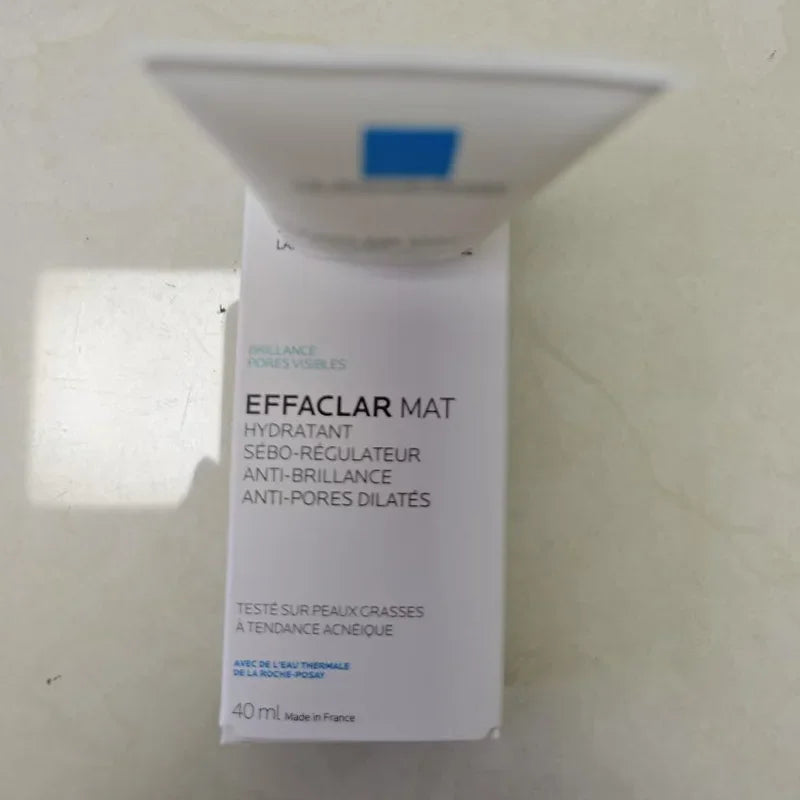 BRILLANCE
PORES VISIBLES
EFFACLAR MAT
HYDRATANT
SÉBO-RÉGULATEUR
ANTI-BRILLANCE
ANTI-PORES DILATÉS
TESTÉ SUR PEAUX GRASSES
À TENDANCE ACNÉIQUE
AVEC DE L'EAU THERMALE
DE LA ROCHE-POSAY
40 ml Made in France